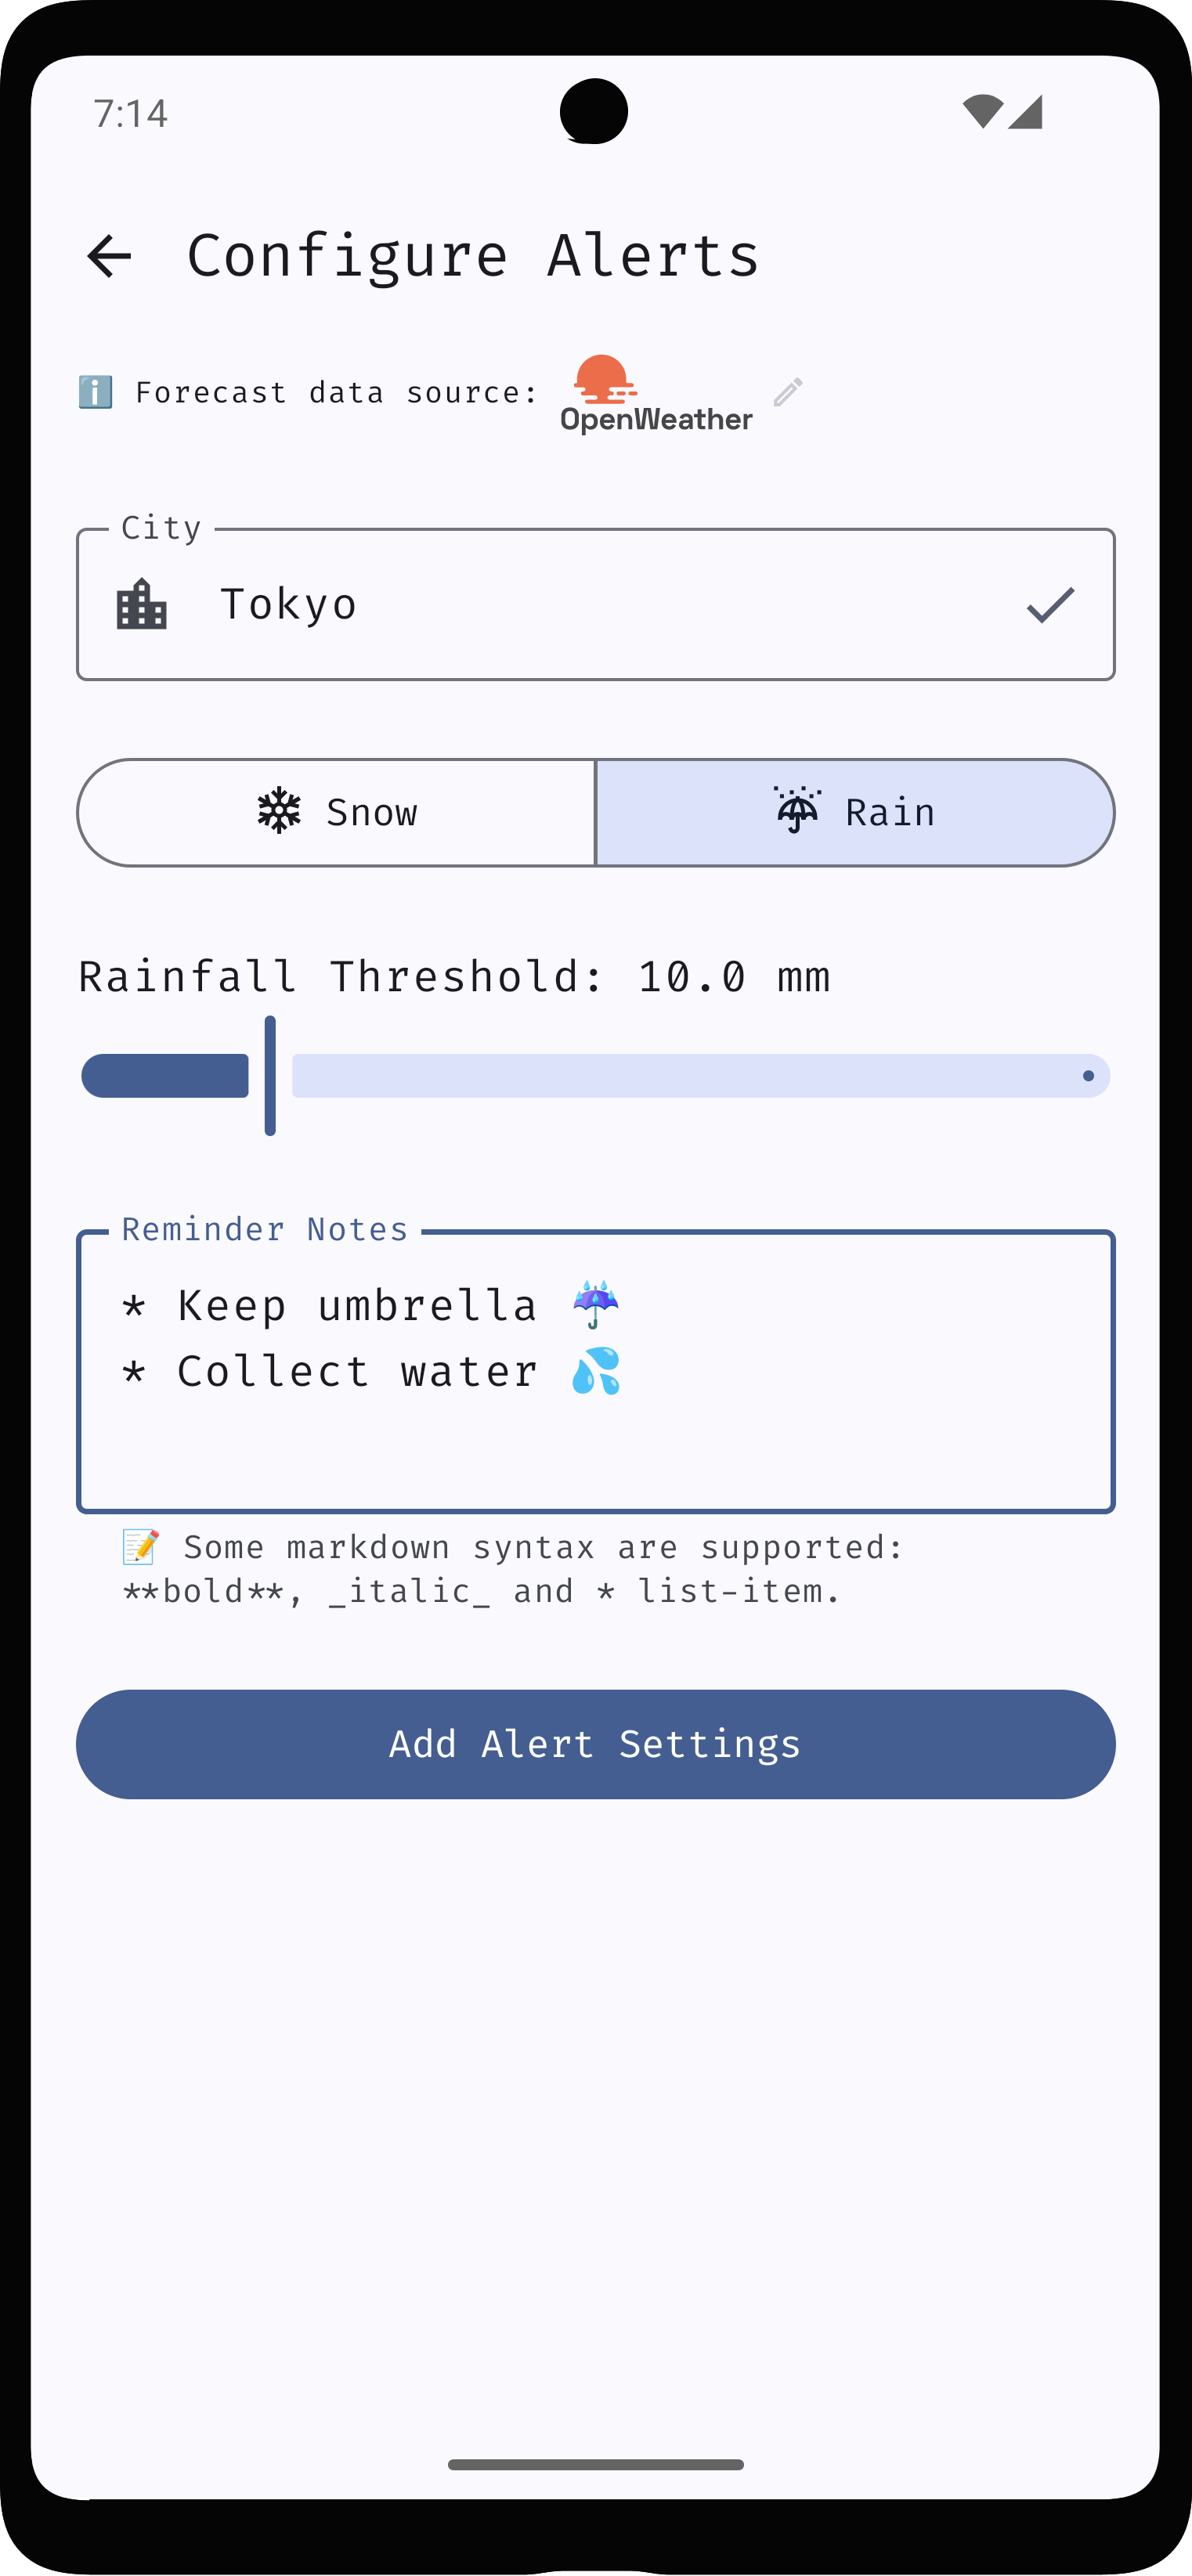 7:14
Configure Alerts
ℹ️ Forecast data source: OpenWeather
City
Tokyo
Snow
Rain
Rainfall Threshold: 10.0 mm
Reminder Notes
* Keep umbrella ☔
* Collect water 💦
📝 Some markdown syntax are supported:
**bold**, _italic_ and * list-item.
Add Alert Settings